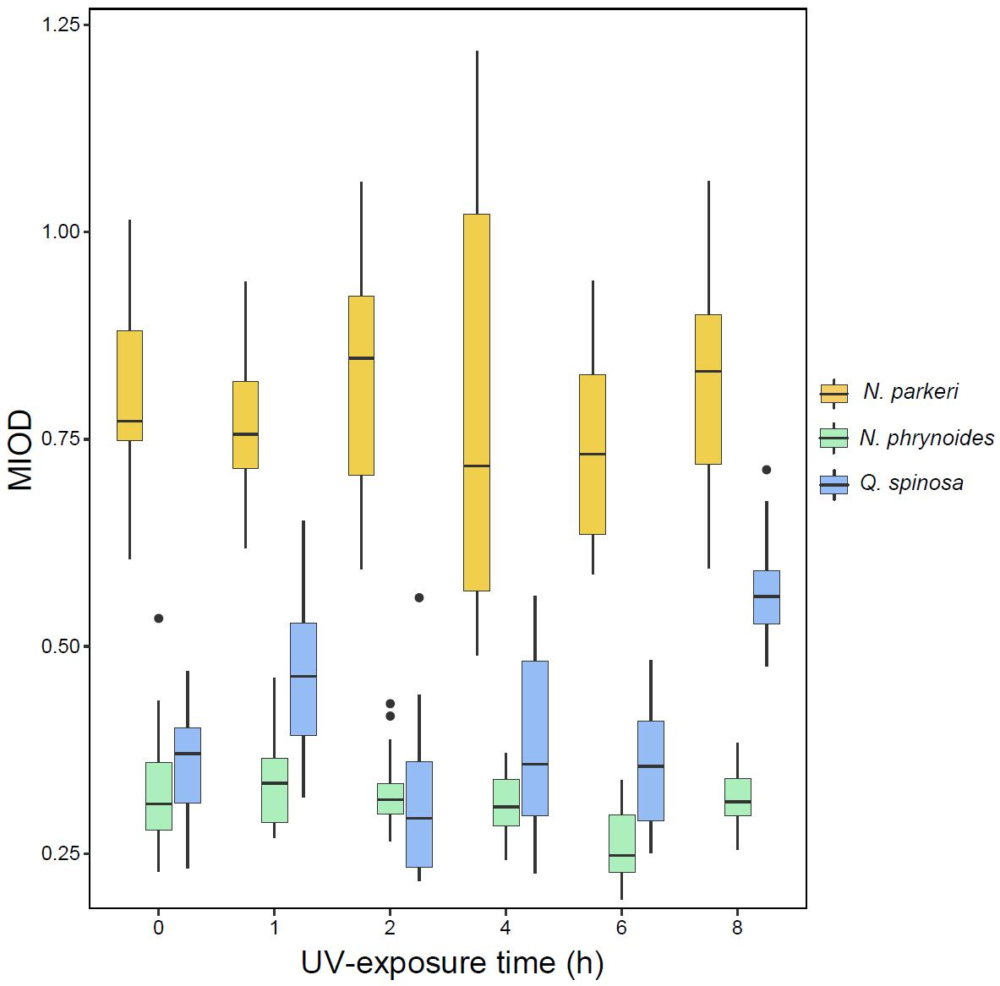 1.25
1.00
0.75
0.50
0.25
MIOD
0 1 2 4 6 8
UV-exposure time (h)
N. parkeri
N. phrynoides
Q. spinosa